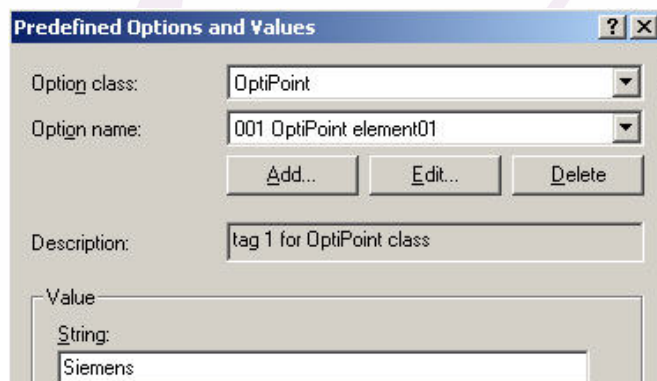 Predefined Options and Values
Option class: OptiPoint
Option name: 001 OptiPoint element01
Add... Edit... Delete
Description: tag 1 for OptiPoint class
Value
String:
Siemens